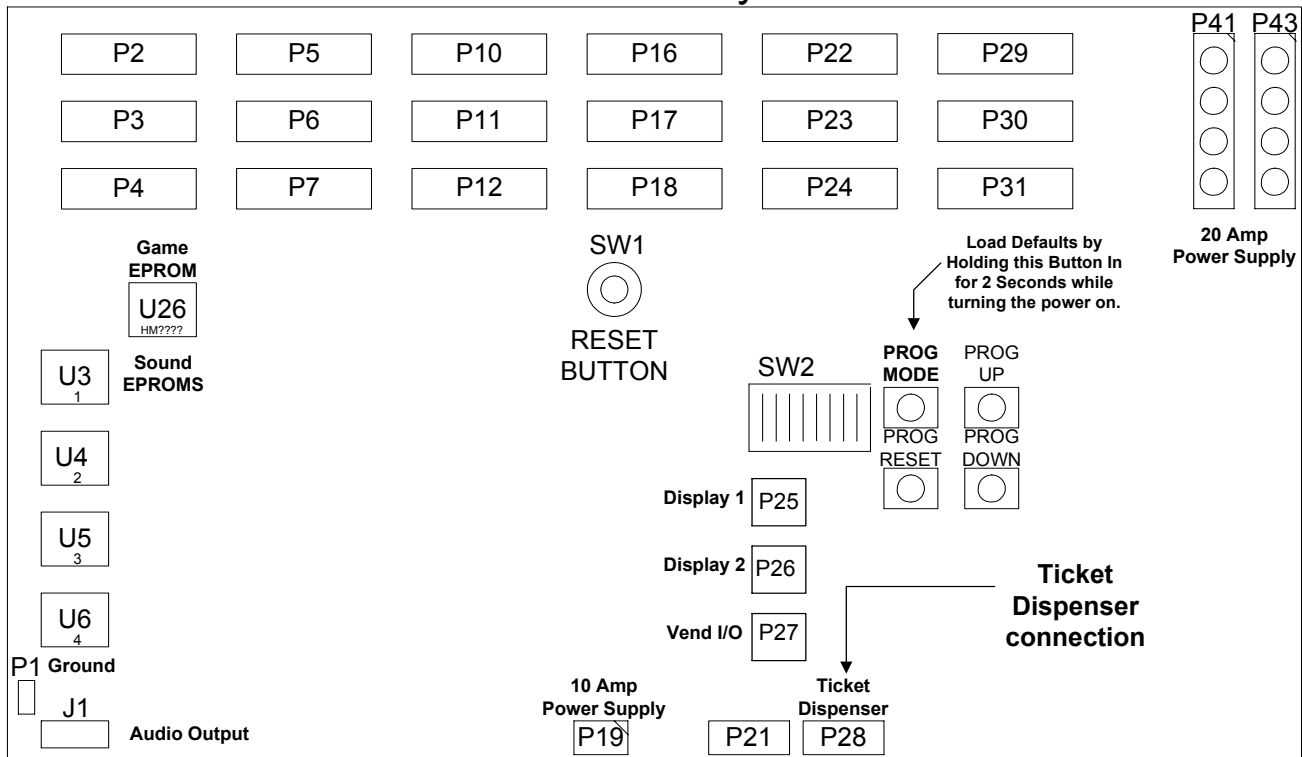 P41 P43
P2 P5 P10 P16 P22 P29
P3 P6 P11 P17 P23 P30
P4 P7 P12 P18 P24 P31
20 Amp
Power Supply
Game
EPROM
U26
HM????
SW1
RESET
BUTTON
Load Defaults by
Holding this Button In
for 2 Seconds while
turning the power on.
Sound
EPROMS
U3
1
U4
2
U5
3
U6
4
SW2
PROG
MODE
PROG
UP
PROG
RESET
PROG
DOWN
Display 1 P25
Display 2 P26
Vend I/O P27
Ticket
Dispenser
connection
P1 Ground
J1
Audio Output
10 Amp
Power Supply
P19
P21
Ticket
Dispenser
P28